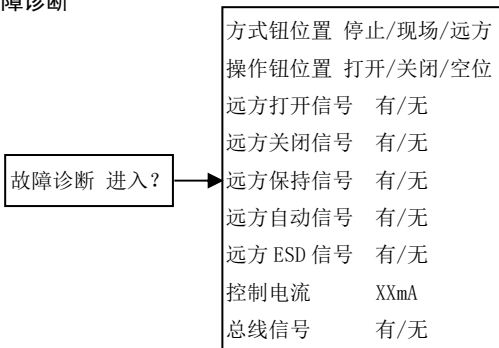 障诊断
方式钮位置 停止/现场/远方
操作钮位置 打开/关闭/空位
远方打开信号 有/无
远方关闭信号 有/无
故障诊断 进入？
远方保持信号 有/无
远方自动信号 有/无
远方 ESD 信号 有/无
控制电流 XXmA
总线信号 有/无